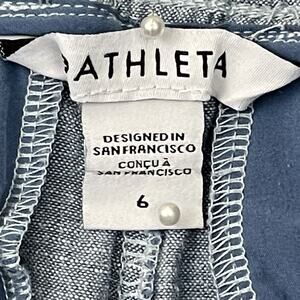 ATHLETA
DESIGNED IN
SAN FRANCISCO
CONÇU À
SAN FRANCISCO
6